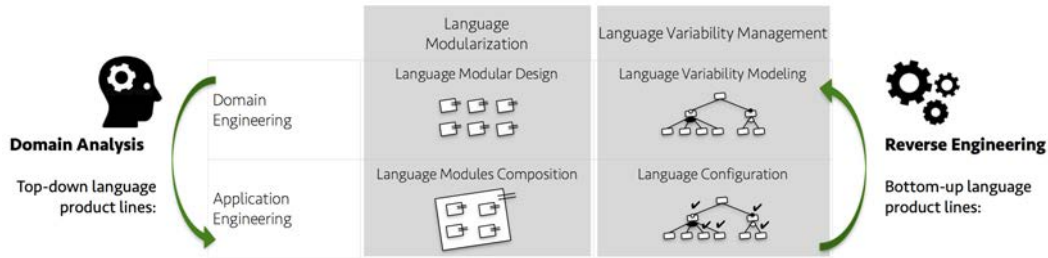 Language
Modularization
Language Variability Management
Language Modular Design
Language Variability Modeling
Domain
Engineering
Domain Analysis
Reverse Engineering
Top-down language
product lines:
Application
Engineering
Language Modules Composition
Language Configuration
Bottom-up language
product lines: